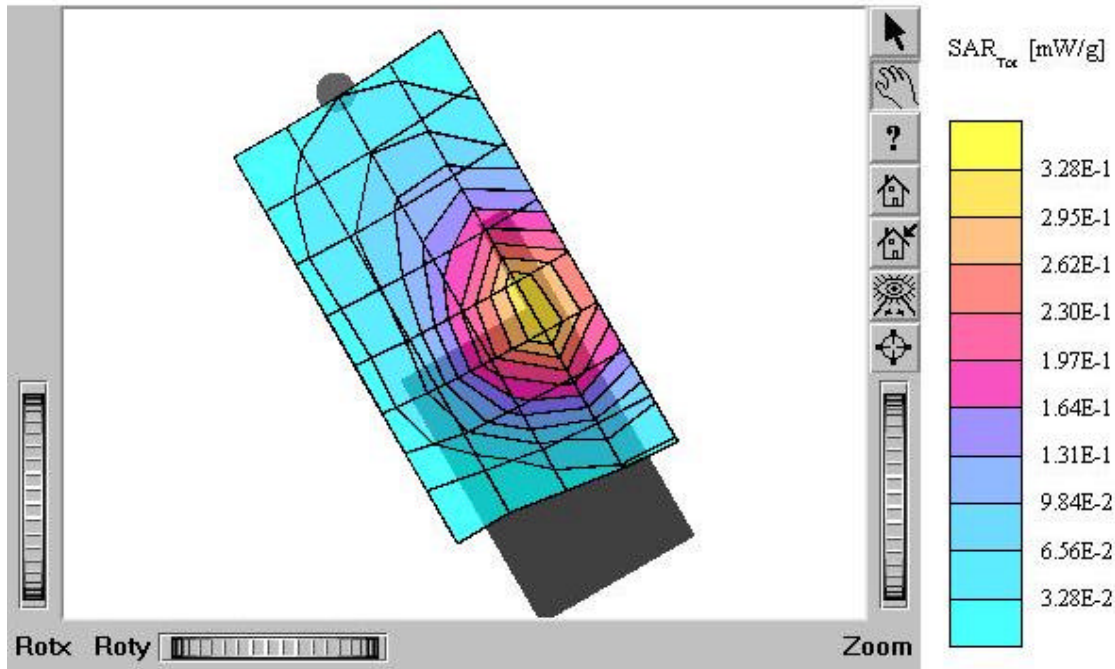 SAR_Tot [mW/g]
3.28E-1
2.95E-1
2.62E-1
2.30E-1
1.97E-1
1.64E-1
1.31E-1
9.84E-2
6.56E-2
3.28E-2
?
Rotx Roty Zoom